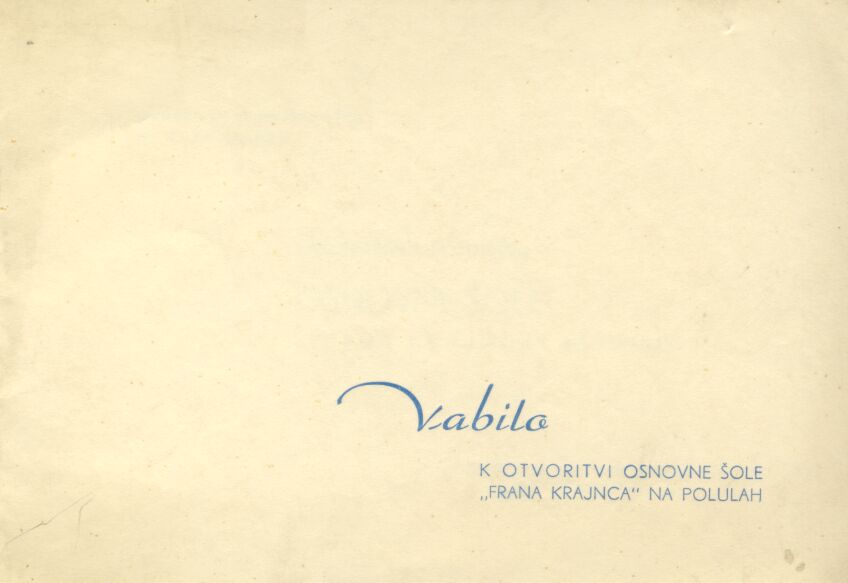 Vabilo
K OTVORITVI OSNOVNE ŠOLE
„FRANA KRAJNCA“ NA POLULAH